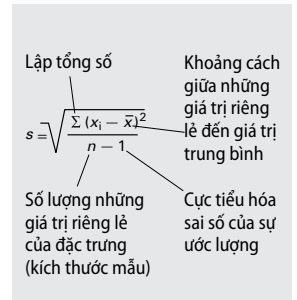 Lập tổng số
Khoảng cách
giữa những
giá trị riêng
lẻ đến giá trị
trung bình
s = √(Σ (xᵢ − x̄)² / (n − 1))
Số lượng những
giá trị riêng lẻ
của đặc trưng
(kích thước mẫu)
Cực tiểu hóa
sai số của sự
ước lượng